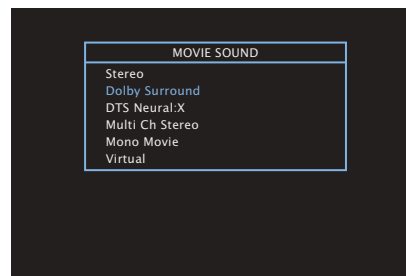 MOVIE SOUND
Stereo
Dolby Surround
DTS Neural:X
Multi Ch Stereo
Mono Movie
Virtual